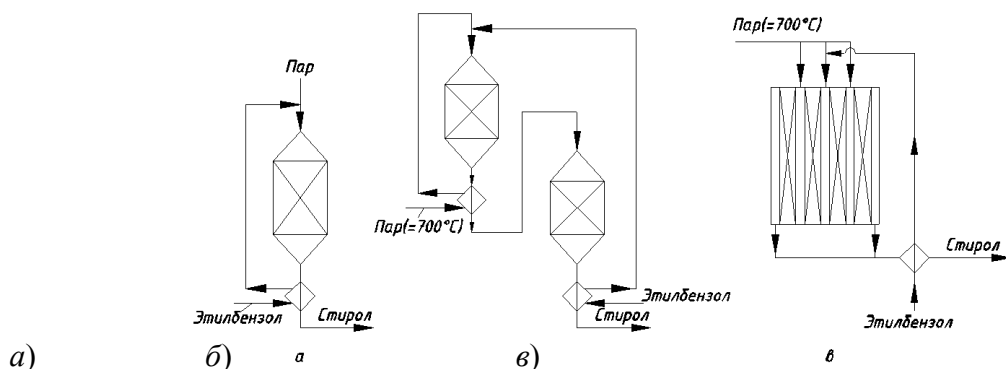 Пар(=700°C)
Пар
Пар(=700°C)
Этилбензол
Этилбензол
Стирол
Стирол
Стирол
Этилбензол
а) б) а в) в